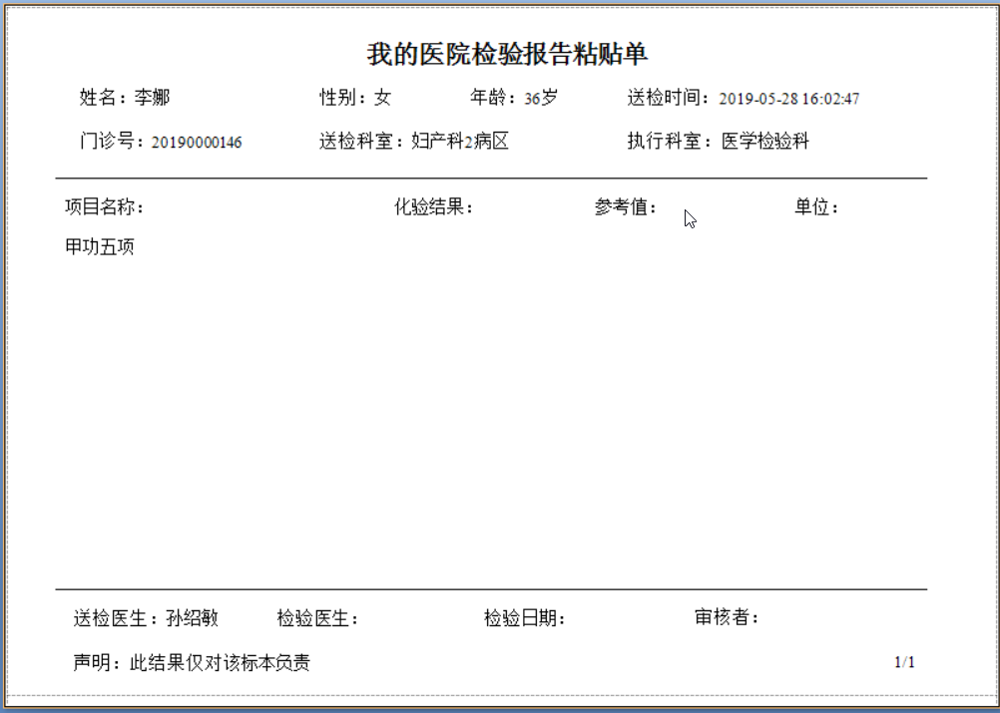 我的医院检验报告粘贴单
姓名：李娜 性别：女 年龄：36岁 送检时间：2019-05-28 16:02:47
门诊号：20190000146 送检科室：妇产科2病区 执行科室：医学检验科
项目名称： 化验结果： 参考值： 单位：
甲功五项
送检医生：孙绍敏 检验医生： 检验日期： 审核者：
声明：此结果仅对该标本负责 1/1